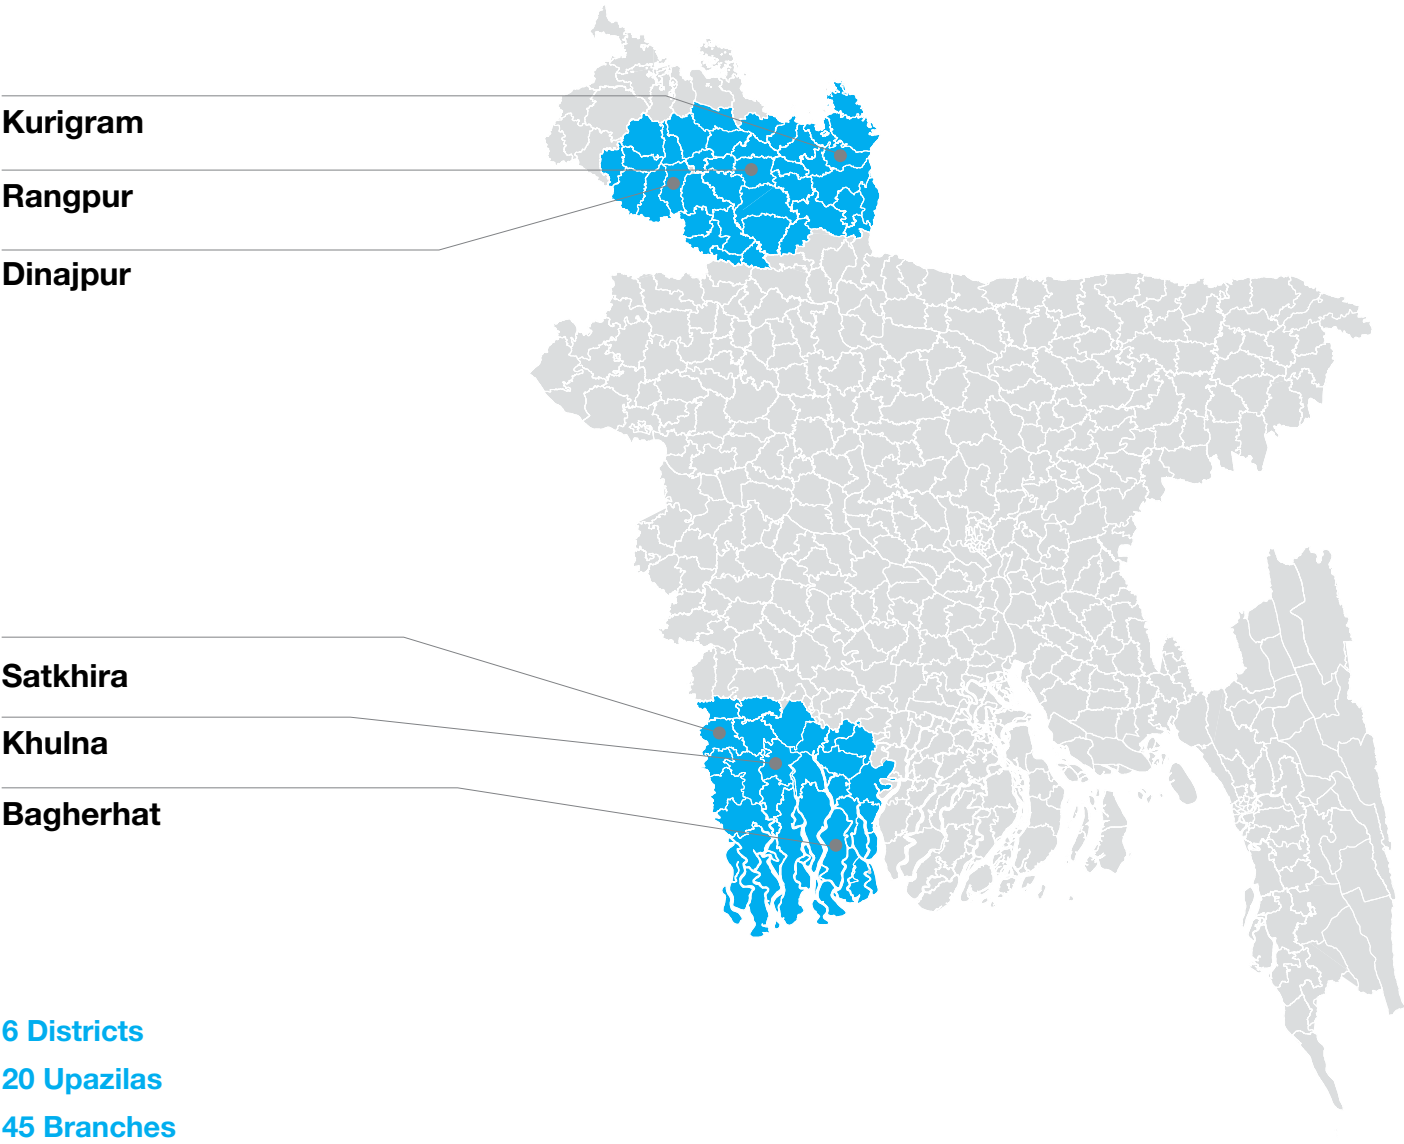 Kurigram
Rangpur
Dinajpur
Satkhira
Khulna
Bagherhat
6 Districts
20 Upazilas
45 Branches